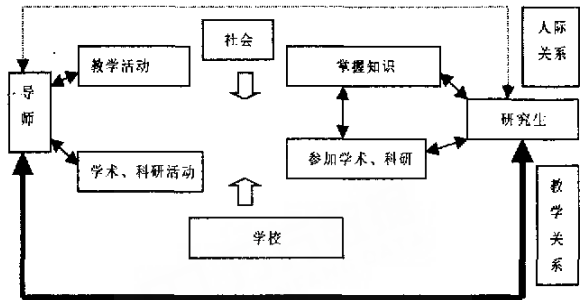 社会
人际
关系
教学活动
掌握知识
导
师
研究生
学术、科研活动
参加学术、科研
教
学
关
系
学校